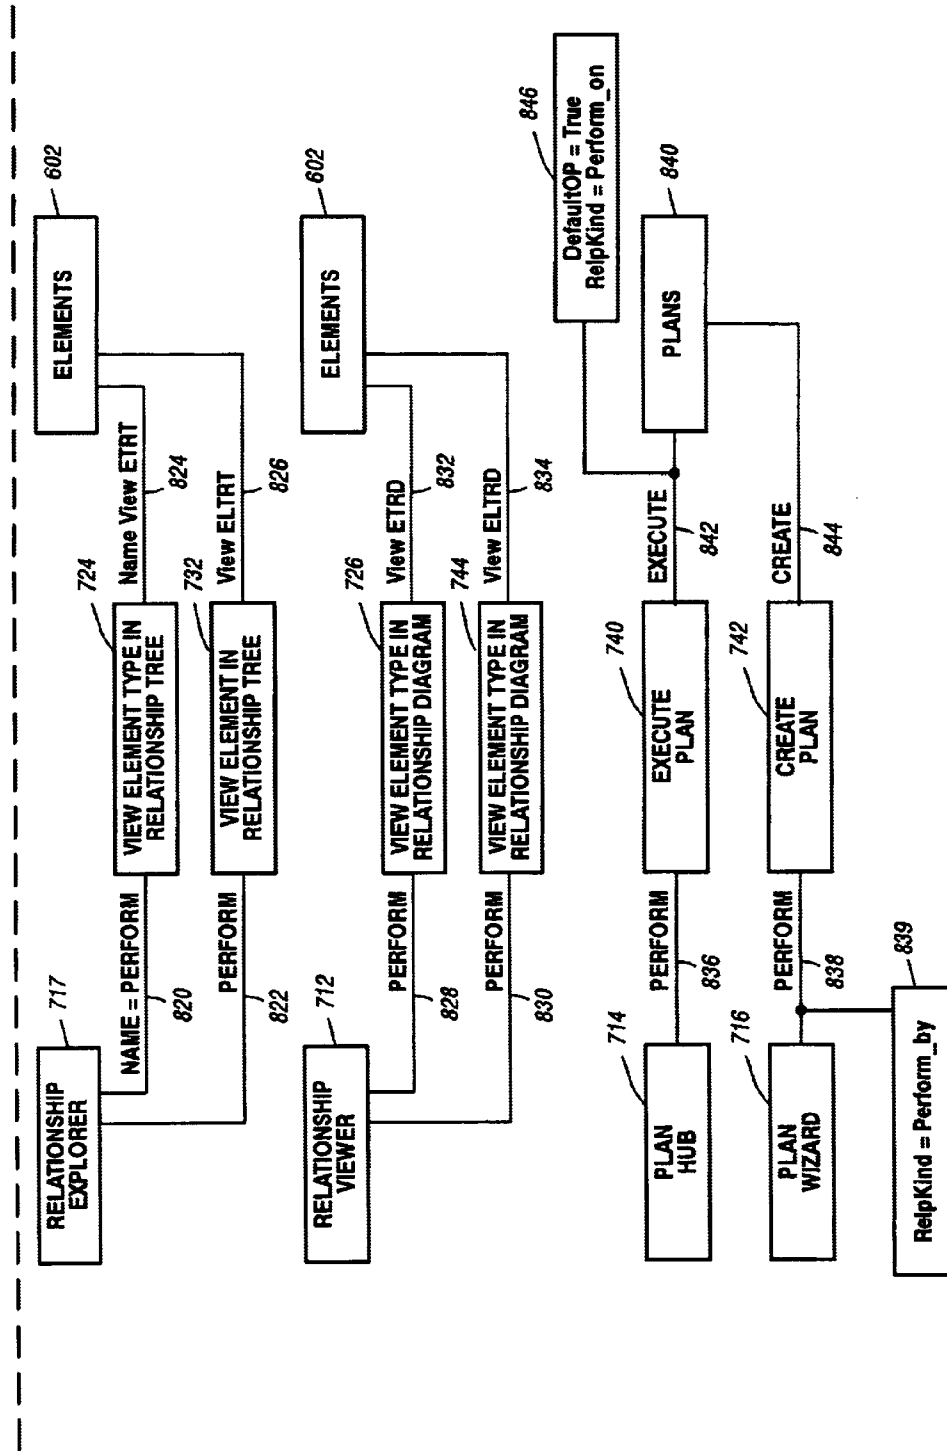 717
RELATIONSHIP
EXPLORER
NAME = PERFORM
820
PERFORM
822
724
VIEW ELEMENT TYPE IN
RELATIONSHIP TREE
732
VIEW ELEMENT IN
RELATIONSHIP TREE
Name View ETRT
824
View ELTRT
826
602
ELEMENTS
712
RELATIONSHIP
VIEWER
PERFORM
828
PERFORM
830
726
VIEW ELEMENT TYPE IN
RELATIONSHIP DIAGRAM
744
VIEW ELEMENT TYPE IN
RELATIONSHIP DIAGRAM
View ETRD
832
View ELTRD
834
602
ELEMENTS
714
PLAN
HUB
PERFORM
836
740
EXECUTE
PLAN
EXECUTE
842
846
DefaultOP = True
RelpKind = Perform_on
840
PLANS
716
PLAN
WIZARD
PERFORM
838
742
CREATE
PLAN
CREATE
844
839
RelpKind = Perform_by